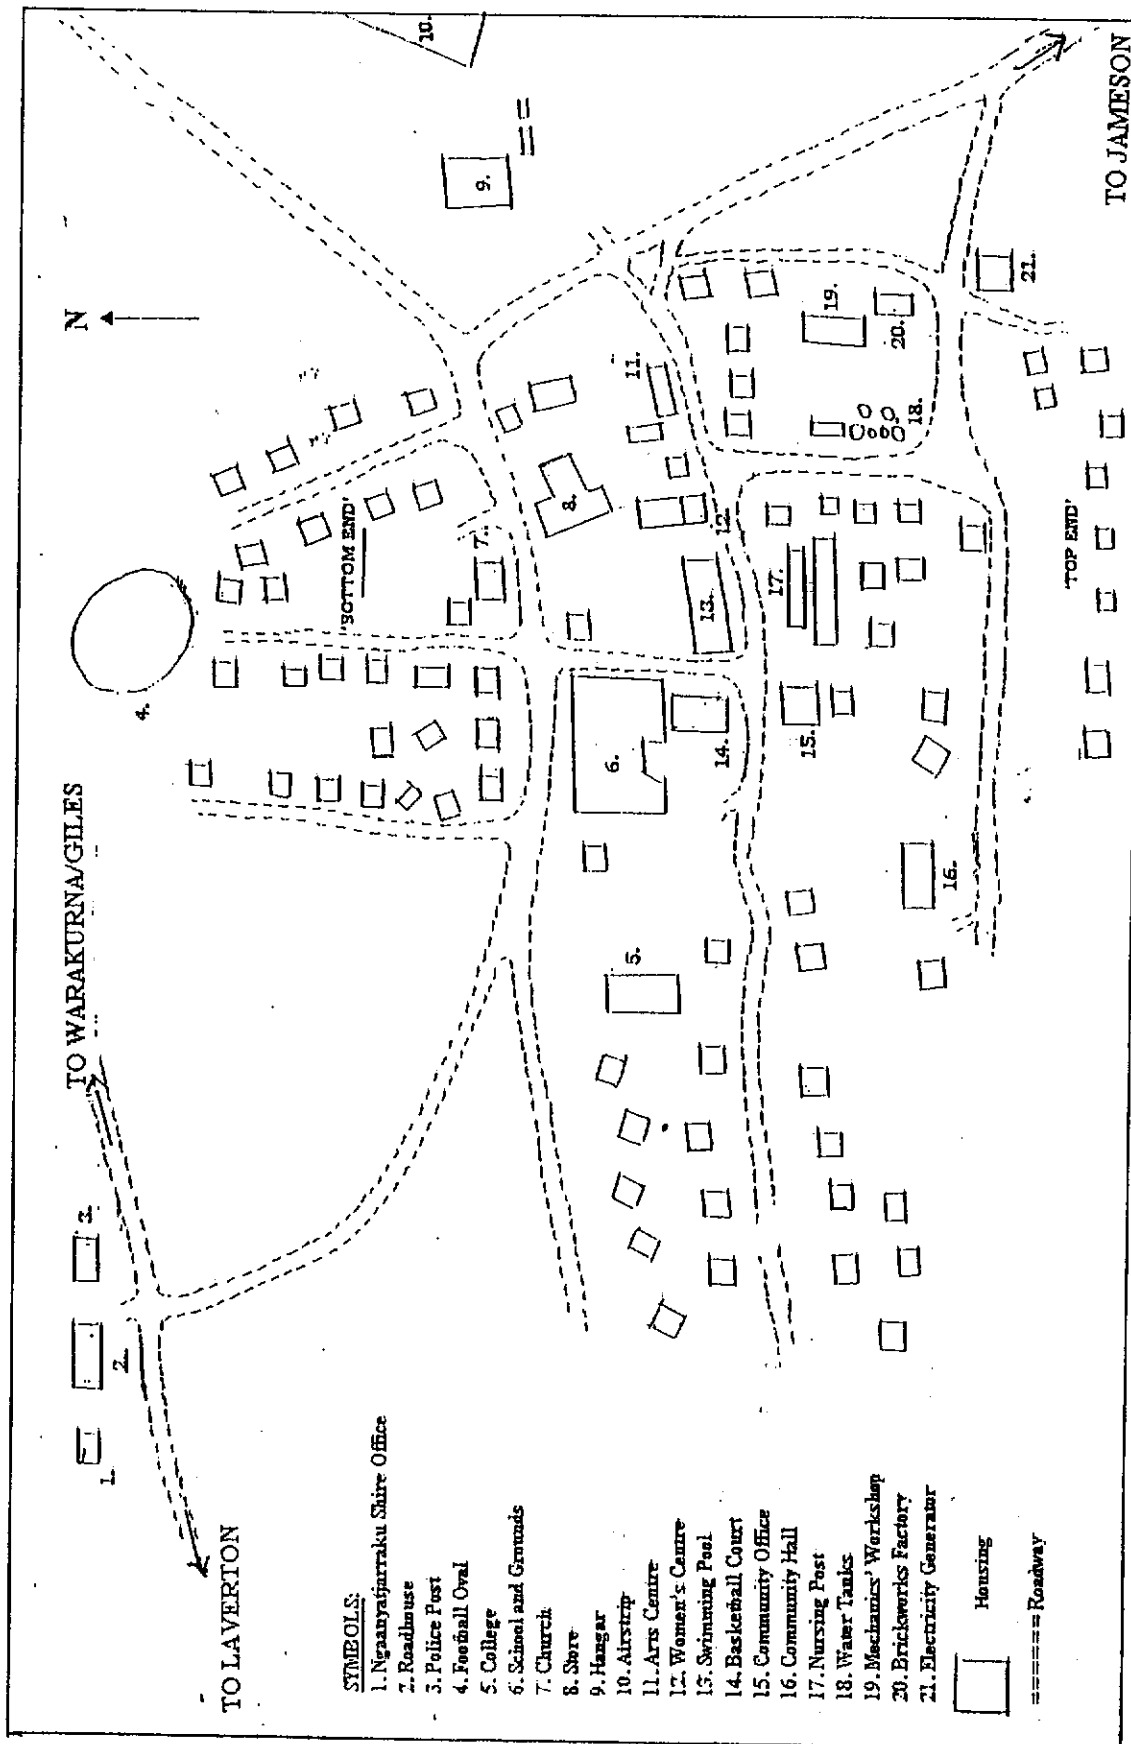 TO WARAKURNA/GILES
TO LAVERTON
TO JAMESON
N
'BOTTOM END'
'TOP END'
1.
2.
3.
4.
5.
6.
7.
8.
9.
10.
11.
12.
13.
14.
15.
16.
17.
18.
19.
20.
21.
SYMBOLS:
1. Ngaanyatjarraku Shire Office
2. Roadhouse
3. Police Post
4. Football Oval
5. College
6. School and Grounds
7. Church
8. Store
9. Hangar
10. Airstrip
11. Arts Centre
12. Women's Centre
13. Swimming Pool
14. Basketball Court
15. Community Office
16. Community Hall
17. Nursing Post
18. Water Tanks
19. Mechanics' Workshop
20. Brickworks Factory
21. Electricity Generator
Housing
====== Roadway